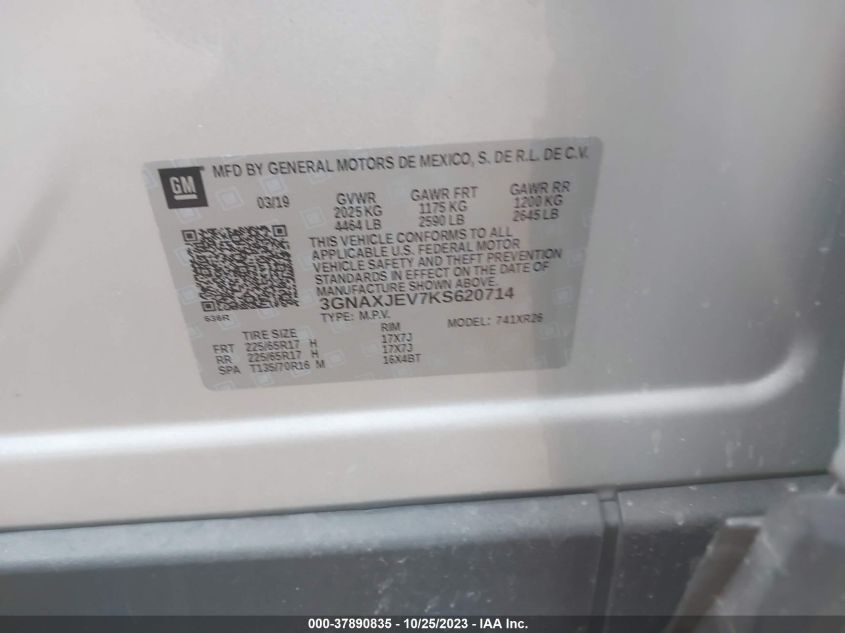 GM ® MFD BY GENERAL MOTORS DE MEXICO, S. DE R.L. DE C.V.
03/19 GVWR GAWR FRT GAWR RR
2025 KG 1175 KG 1200 KG
4464 LB 2590 LB 2645 LB
THIS VEHICLE CONFORMS TO ALL
APPLICABLE U.S. FEDERAL MOTOR
VEHICLE SAFETY AND THEFT PREVENTION
STANDARDS IN EFFECT ON THE DATE OF
MANUFACTURE SHOWN ABOVE.
3GNAXJEV7KS620714
TYPE: M.P.V. MODEL: 741XR26
TIRE SIZE RIM
FRT 225/65R17 H 17X7J
RR 225/65R17 H 17X7J
SPA T135/70R16 M 16X4BT
000-37890835 - 10/25/2023 - IAA Inc.